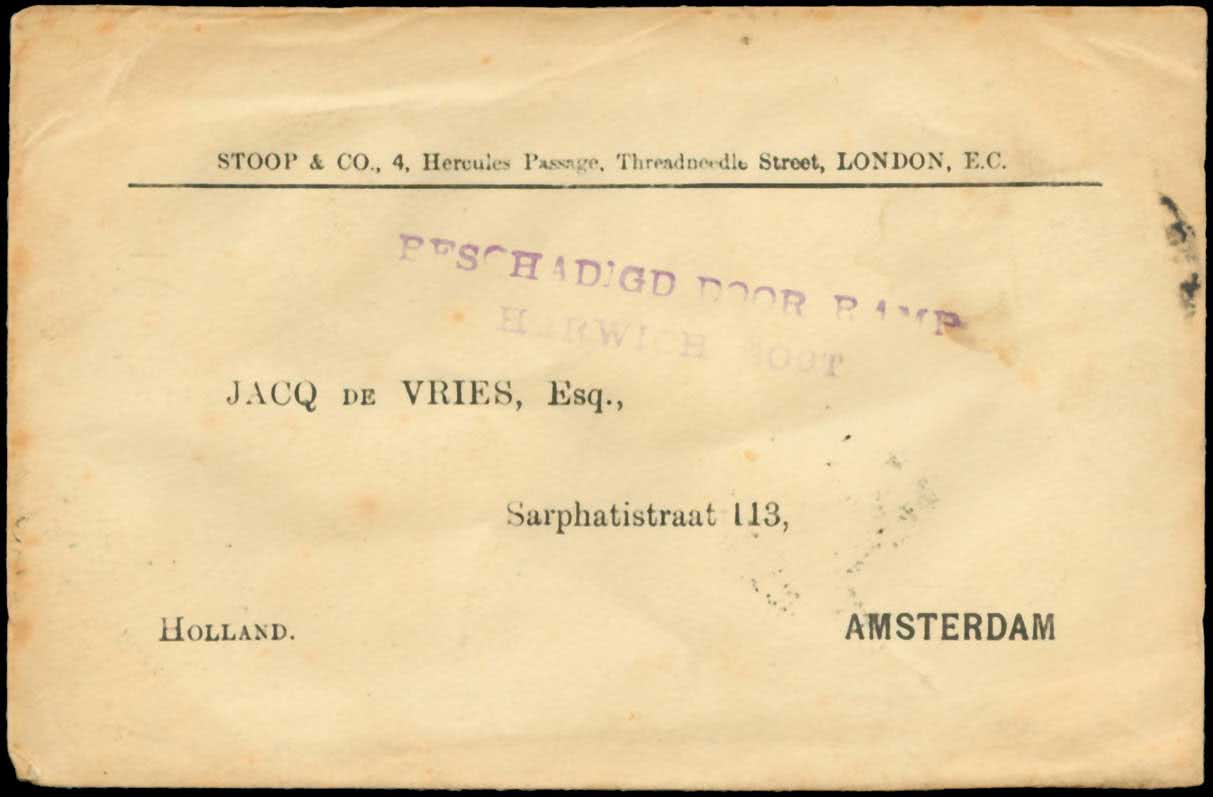 STOOP & CO., 4, Hercules Passage, Threadneedle Street, LONDON, E.C.
BESCHADIGD DOOR RAMP
HARWICH BOOT
JACQ DE VRIES, Esq.,
Sarphatistraat 113,
HOLLAND.
AMSTERDAM